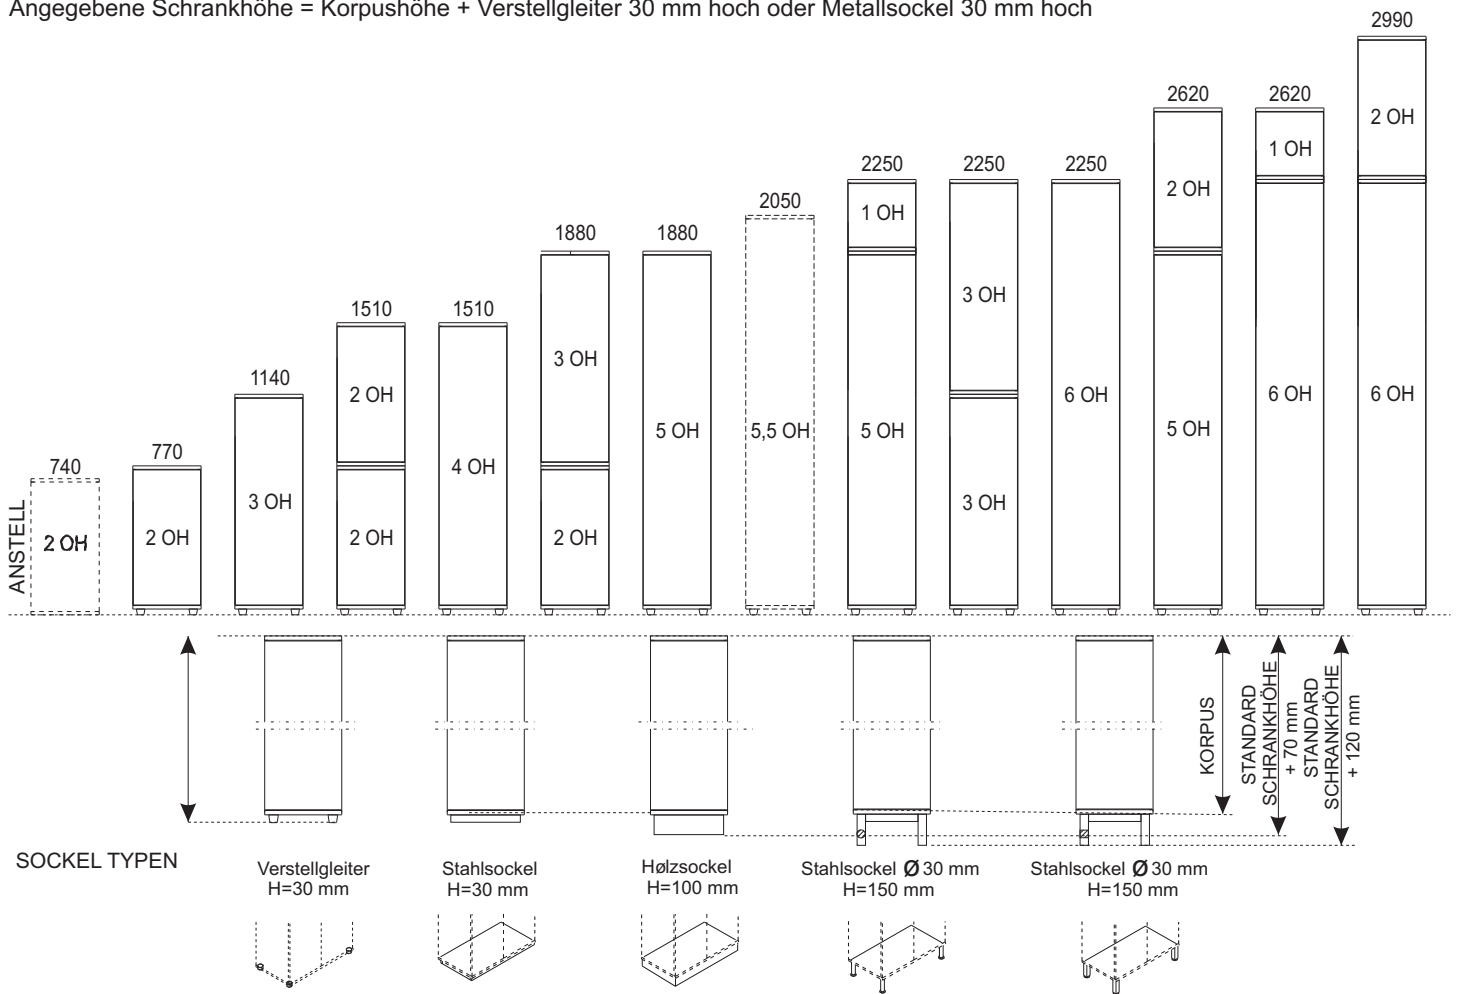 Angegebene Schrankhöhe = Korpushöhe + Verstellgleiter 30 mm hoch oder Metallsockel 30 mm hoch
740
770
1140
1510
1510
1880
1880
2050
2250
2250
2250
2620
2620
2990
ANSTELL
2 OH
2 OH
3 OH
2 OH
2 OH
4 OH
3 OH
2 OH
5 OH
5,5 OH
1 OH
5 OH
3 OH
3 OH
6 OH
2 OH
5 OH
1 OH
6 OH
2 OH
6 OH
KORPUS
STANDARD
SCHRANKHÖHE
+ 70 mm
STANDARD
SCHRANKHÖHE
+ 120 mm
SOCKEL TYPEN
Verstellgleiter
H=30 mm
Stahlsockel
H=30 mm
Hølzsockel
H=100 mm
Stahlsockel Ø 30 mm
H=150 mm
Stahlsockel Ø 30 mm
H=150 mm